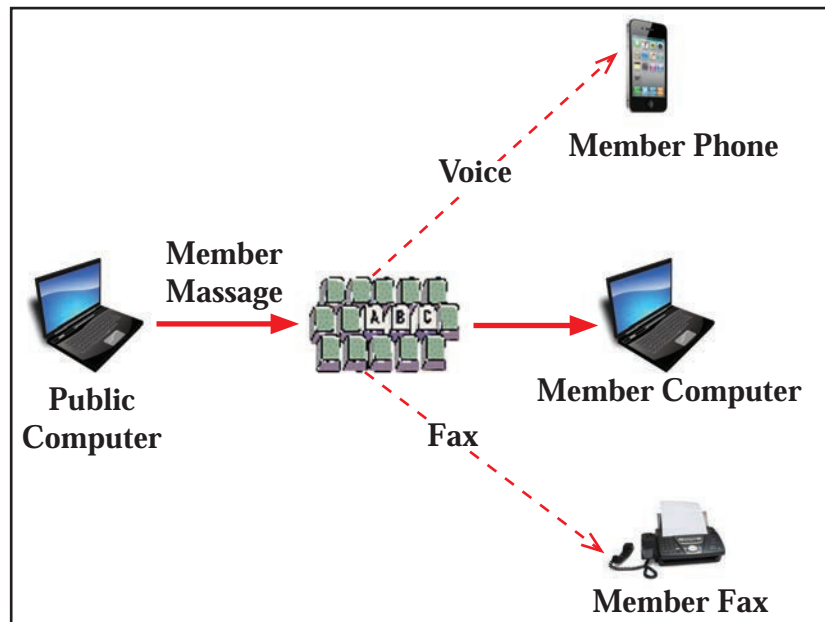 Member Phone
Voice
Member
Massage
A B C
Public
Computer
Member Computer
Fax
Member Fax